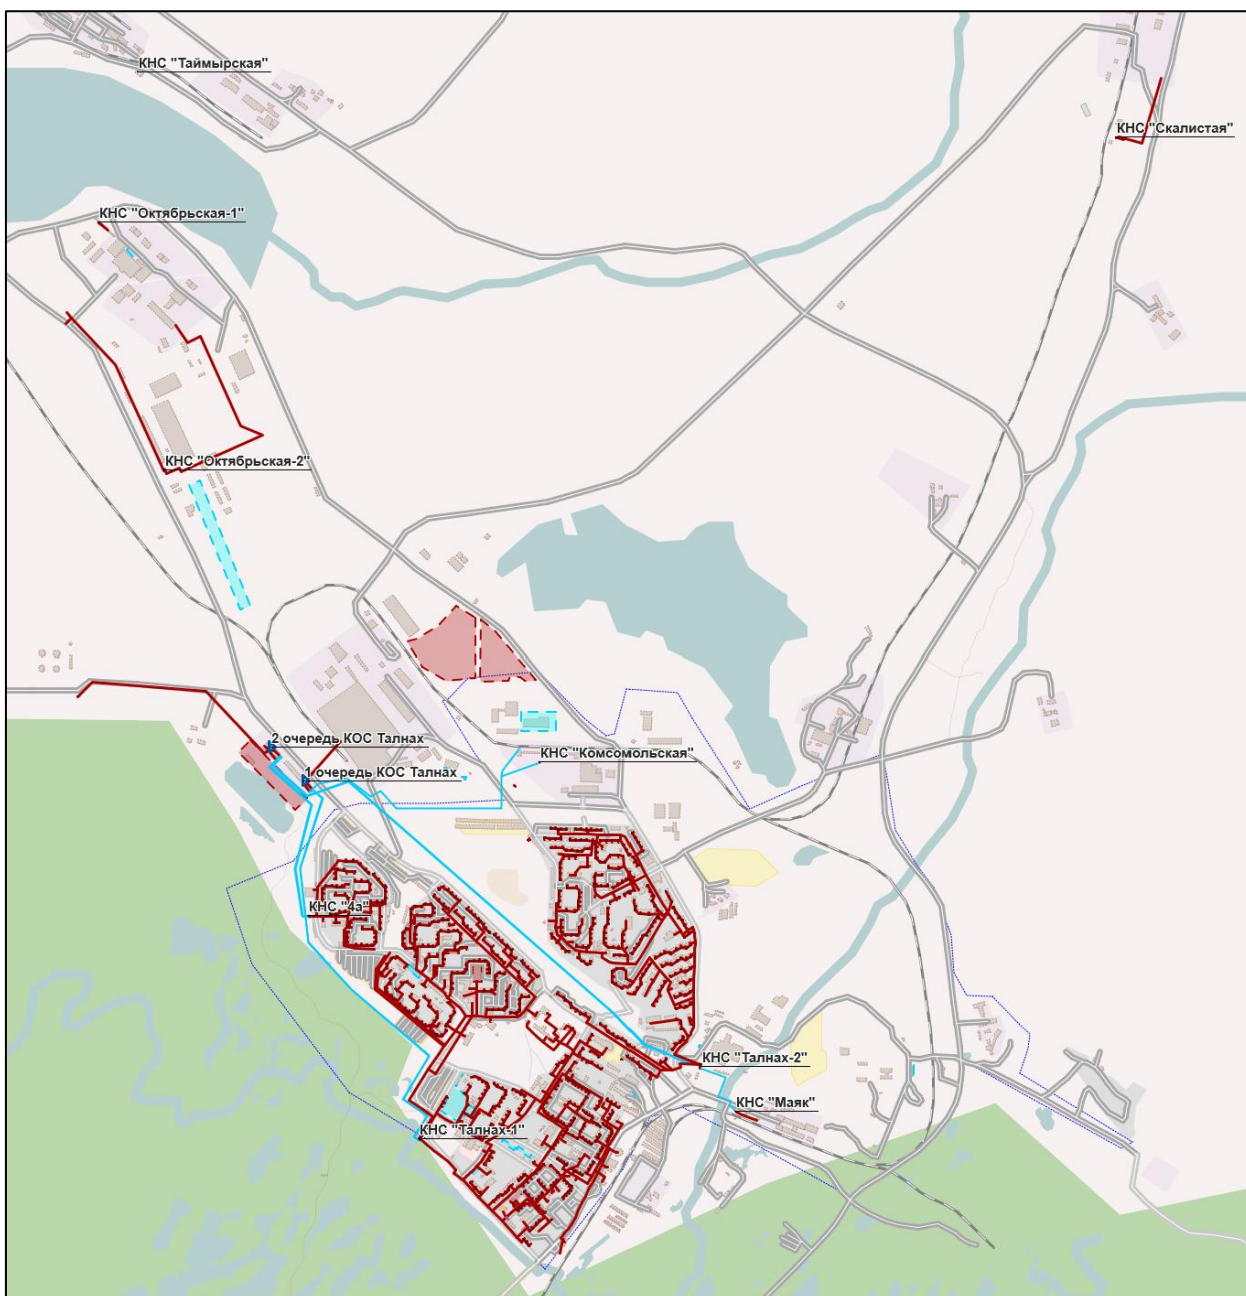 КНС "Таймырская"
КНС "Скалистая"
КНС "Октябрьская-1"
КНС "Октябрьская-2"
2 очередь КОС Талнах
КНС "Комсомольская"
1 очередь КОС Талнах
КНС "4а"
КНС "Талнах-2"
КНС "Маяк"
КНС "Талнах-1"